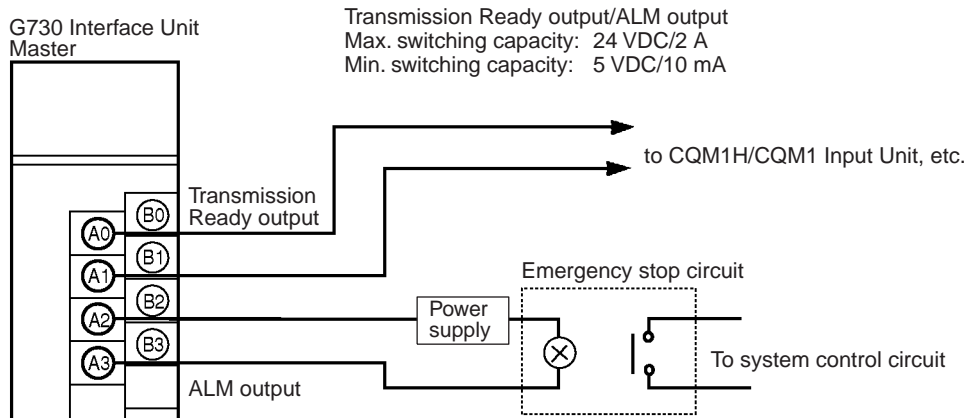 G730 Interface Unit
Master
Transmission Ready output/ALM output
Max. switching capacity: 24 VDC/2 A
Min. switching capacity: 5 VDC/10 mA
to CQM1H/CQM1 Input Unit, etc.
Transmission
Ready output
B0
A0
B1
A1
B2
A2
B3
A3
Emergency stop circuit
Power
supply
To system control circuit
ALM output